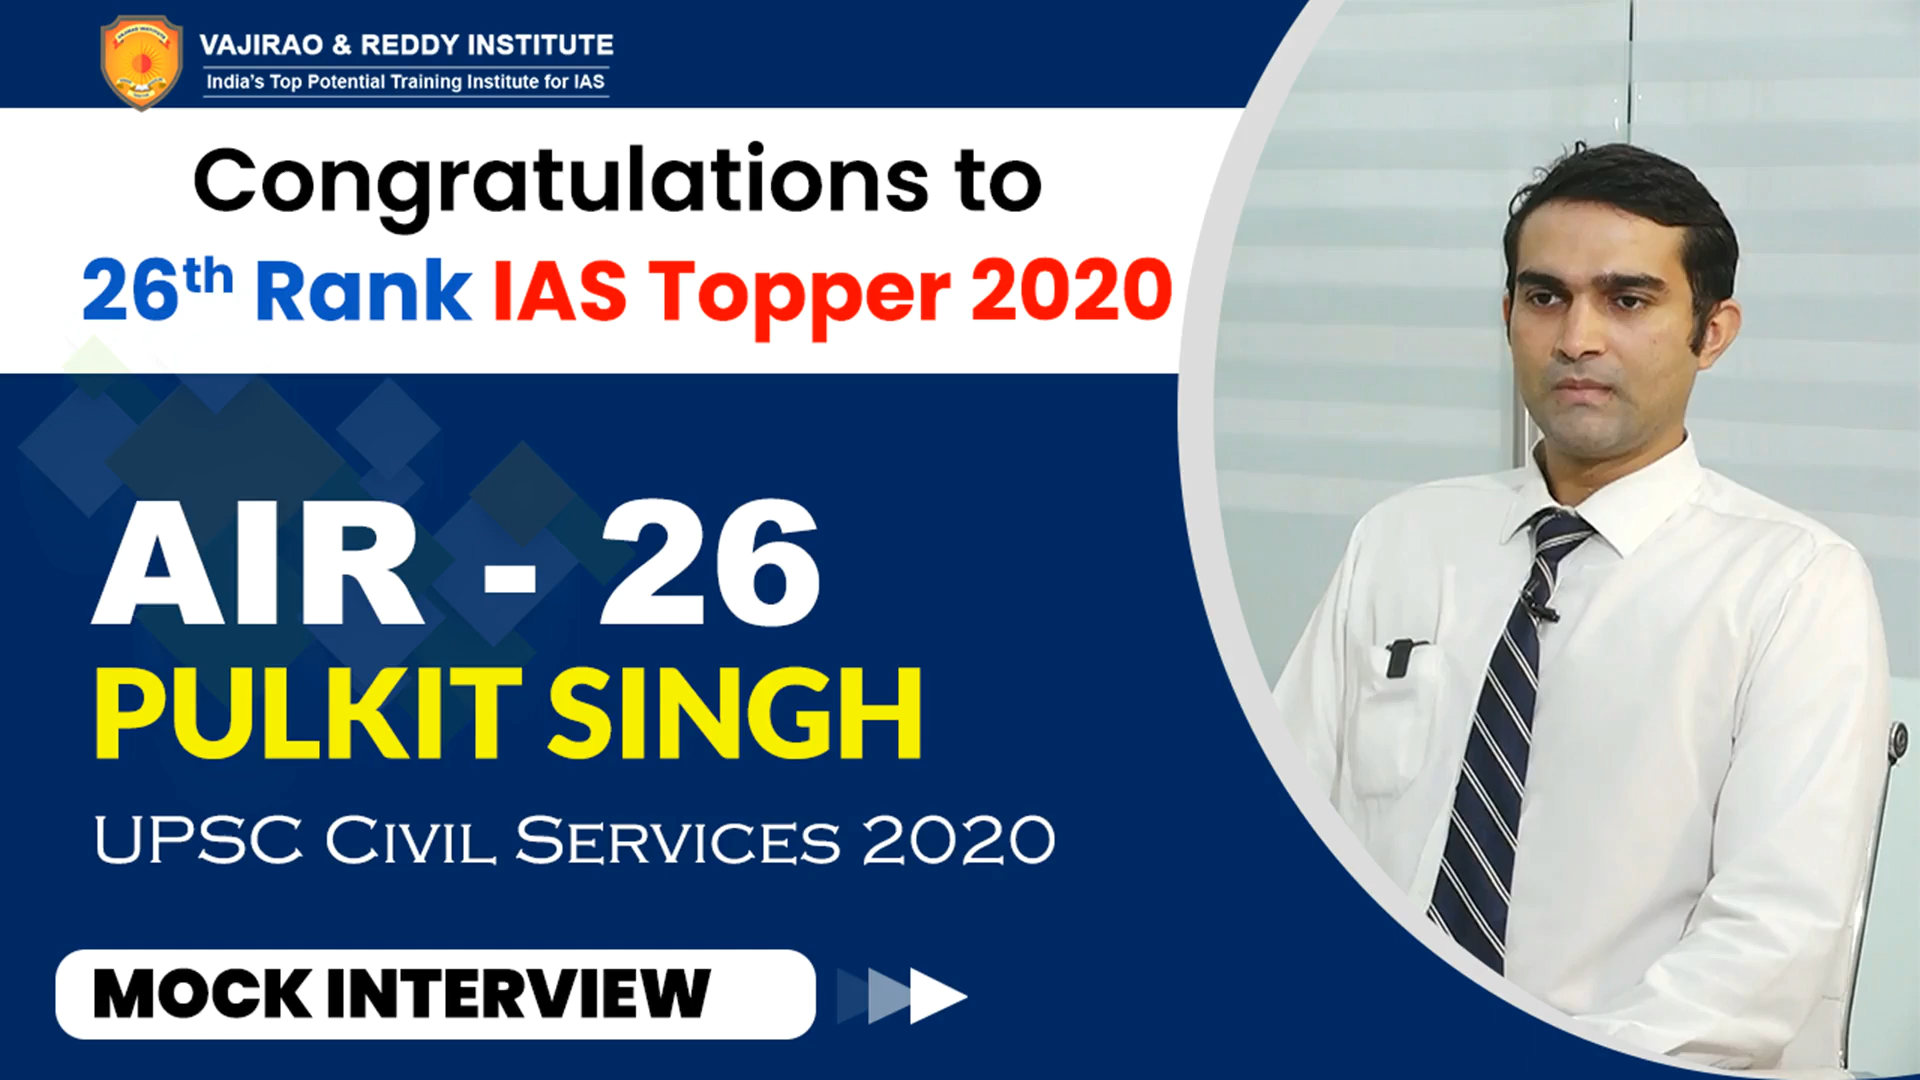 VAJIRAO & REDDY INSTITUTE
India's Top Potential Training Institute for IAS
Congratulations to
26th Rank IAS Topper 2020
AIR - 26
PULKIT SINGH
UPSC CIVIL SERVICES 2020
MOCK INTERVIEW